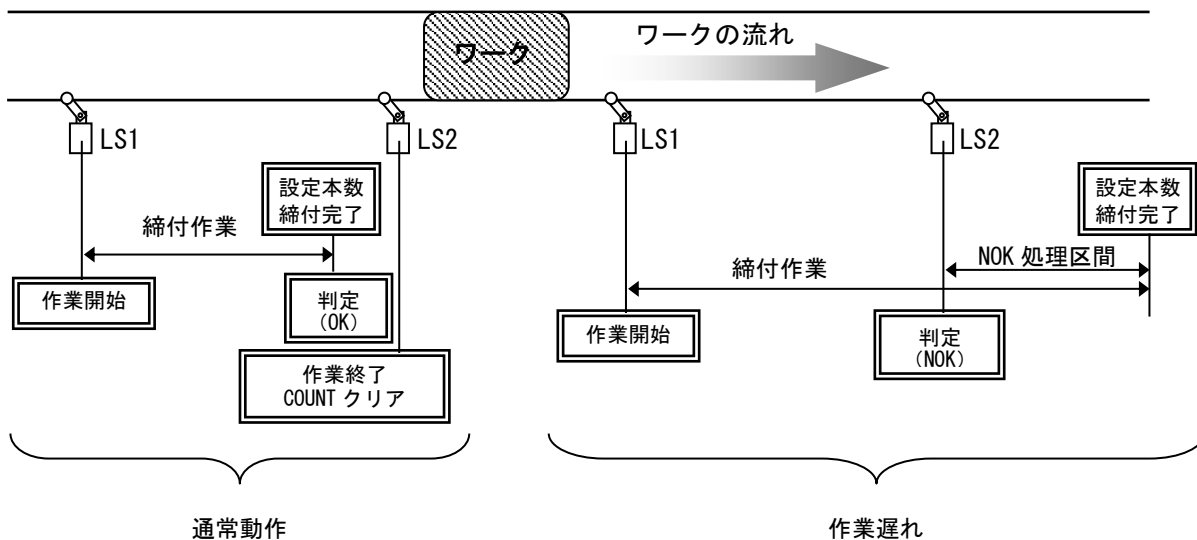 ワーク
ワークの流れ
LS1
LS2
LS1
LS2
設定本数
締付完了
締付作業
作業開始
判定
(OK)
作業終了
COUNT クリア
設定本数
締付完了
NOK 処理区間
締付作業
作業開始
判定
(NOK)
通常動作
作業遅れ